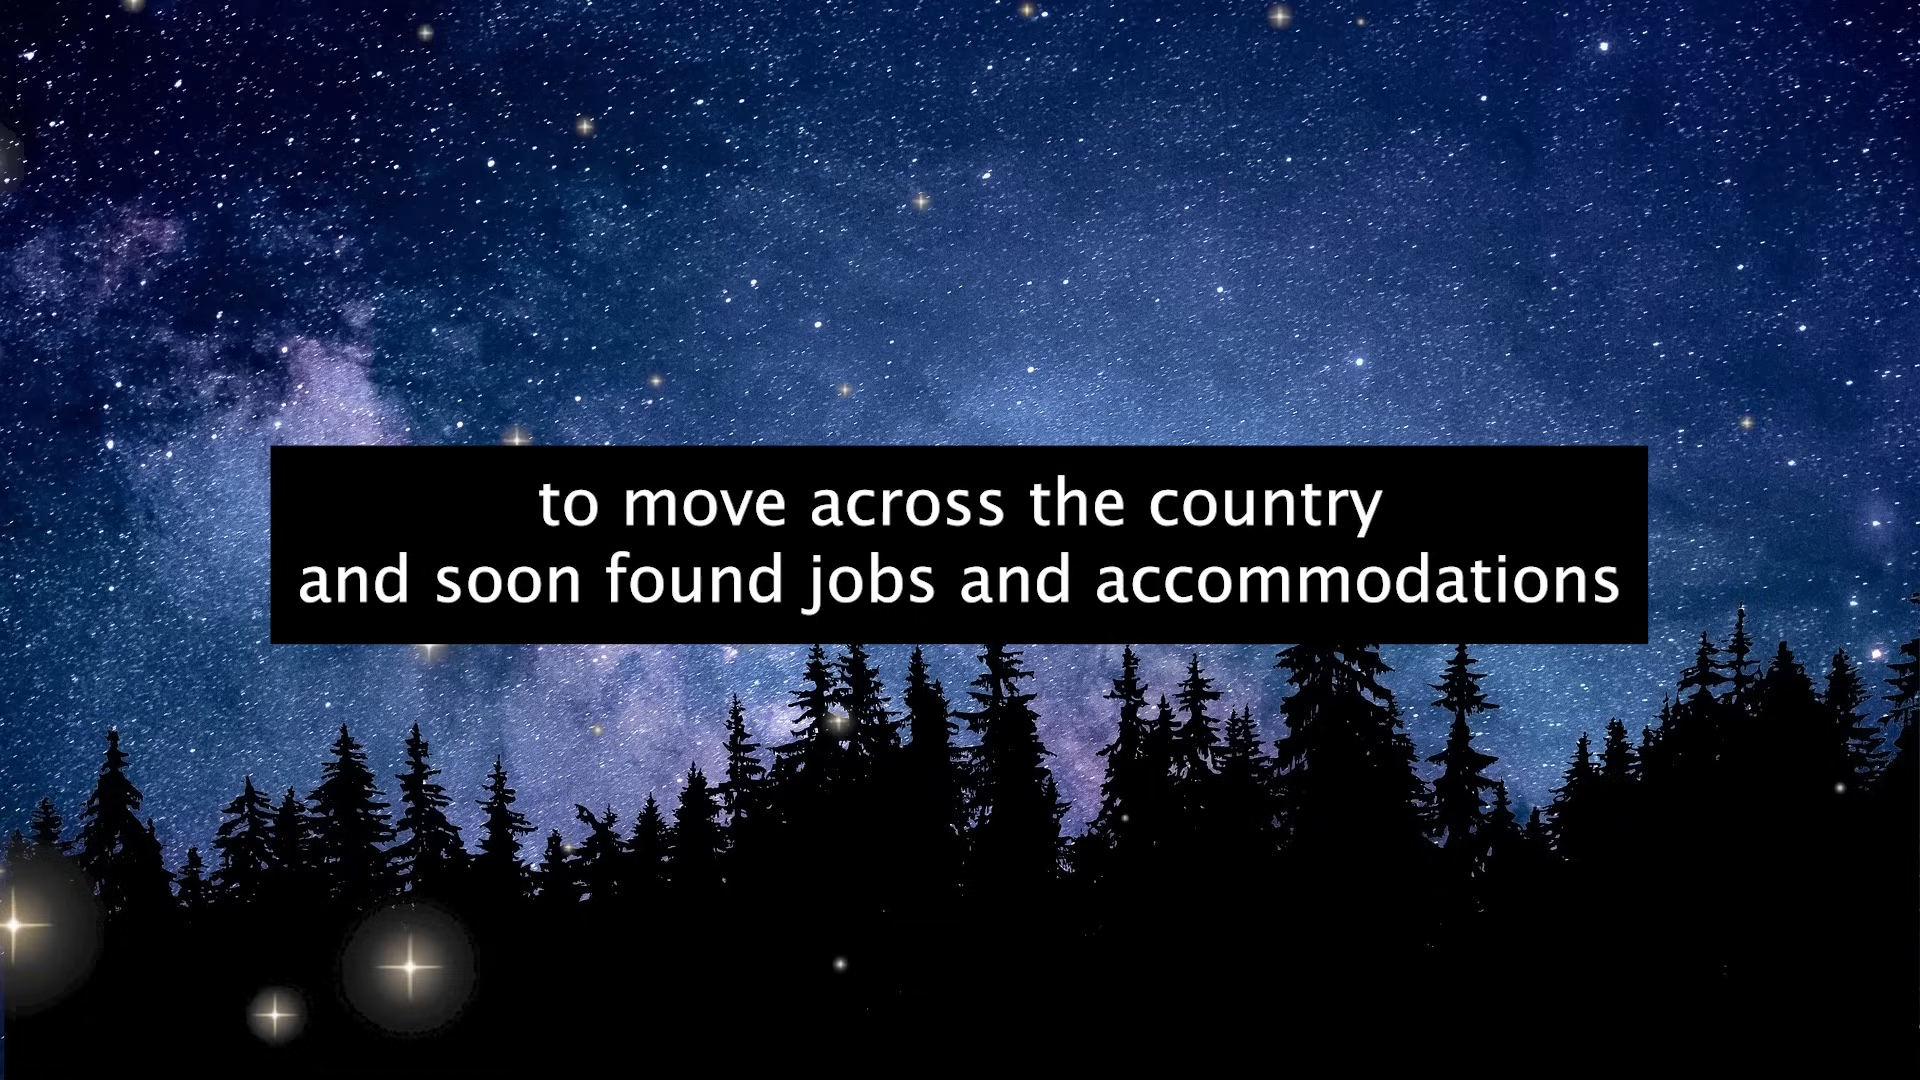 to move across the country
and soon found jobs and accommodations